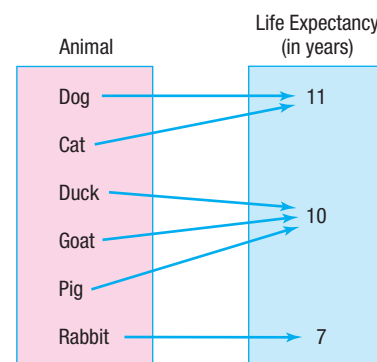 Life Expectancy
Animal (in years)
Dog 11
Cat
Duck
10
Goat
Pig
Rabbit 7